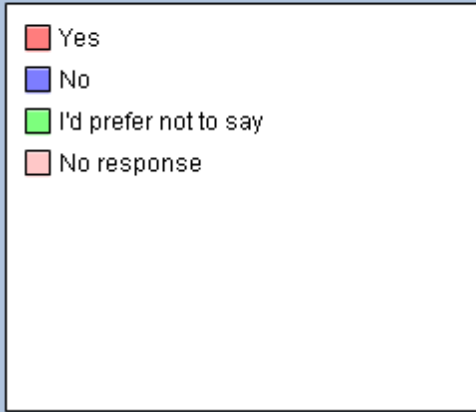 Yes
No
I'd prefer not to say
No response